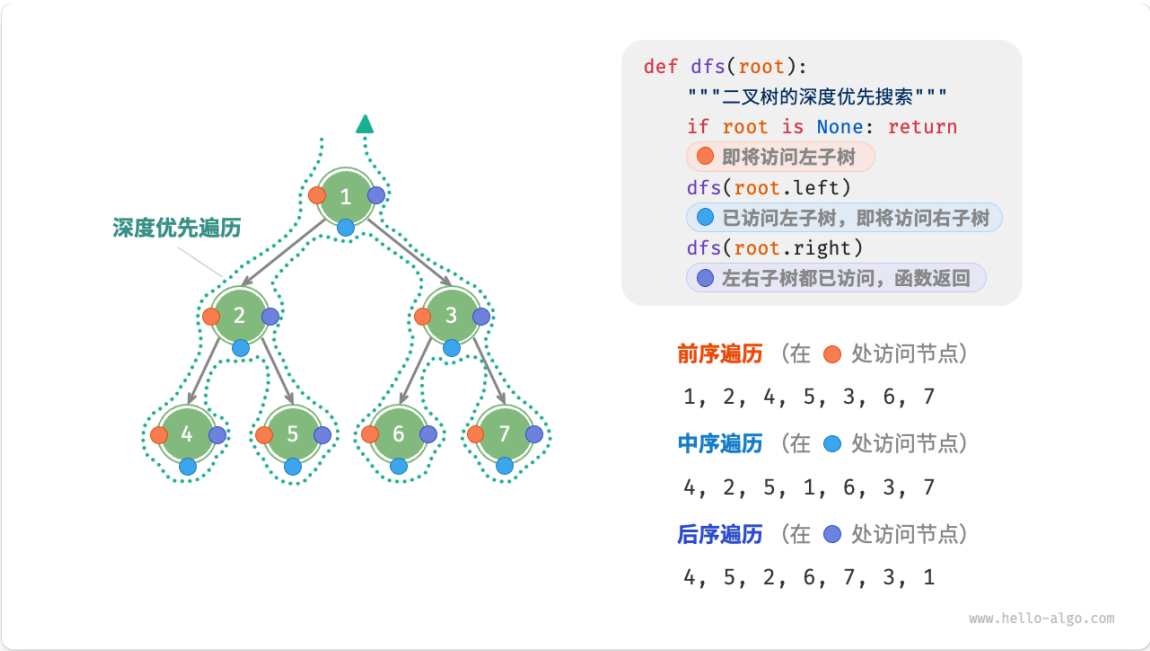 深度优先遍历
1
2
3
4
5
6
7
def dfs(root):
"""二叉树的深度优先搜索"""
if root is None: return
即将访问左子树
dfs(root.left)
已访问左子树，即将访问右子树
dfs(root.right)
左右子树都已访问，函数返回
前序遍历 （在 处访问节点）
1, 2, 4, 5, 3, 6, 7
中序遍历 （在 处访问节点）
4, 2, 5, 1, 6, 3, 7
后序遍历 （在 处访问节点）
4, 5, 2, 6, 7, 3, 1
www.hello-algo.com